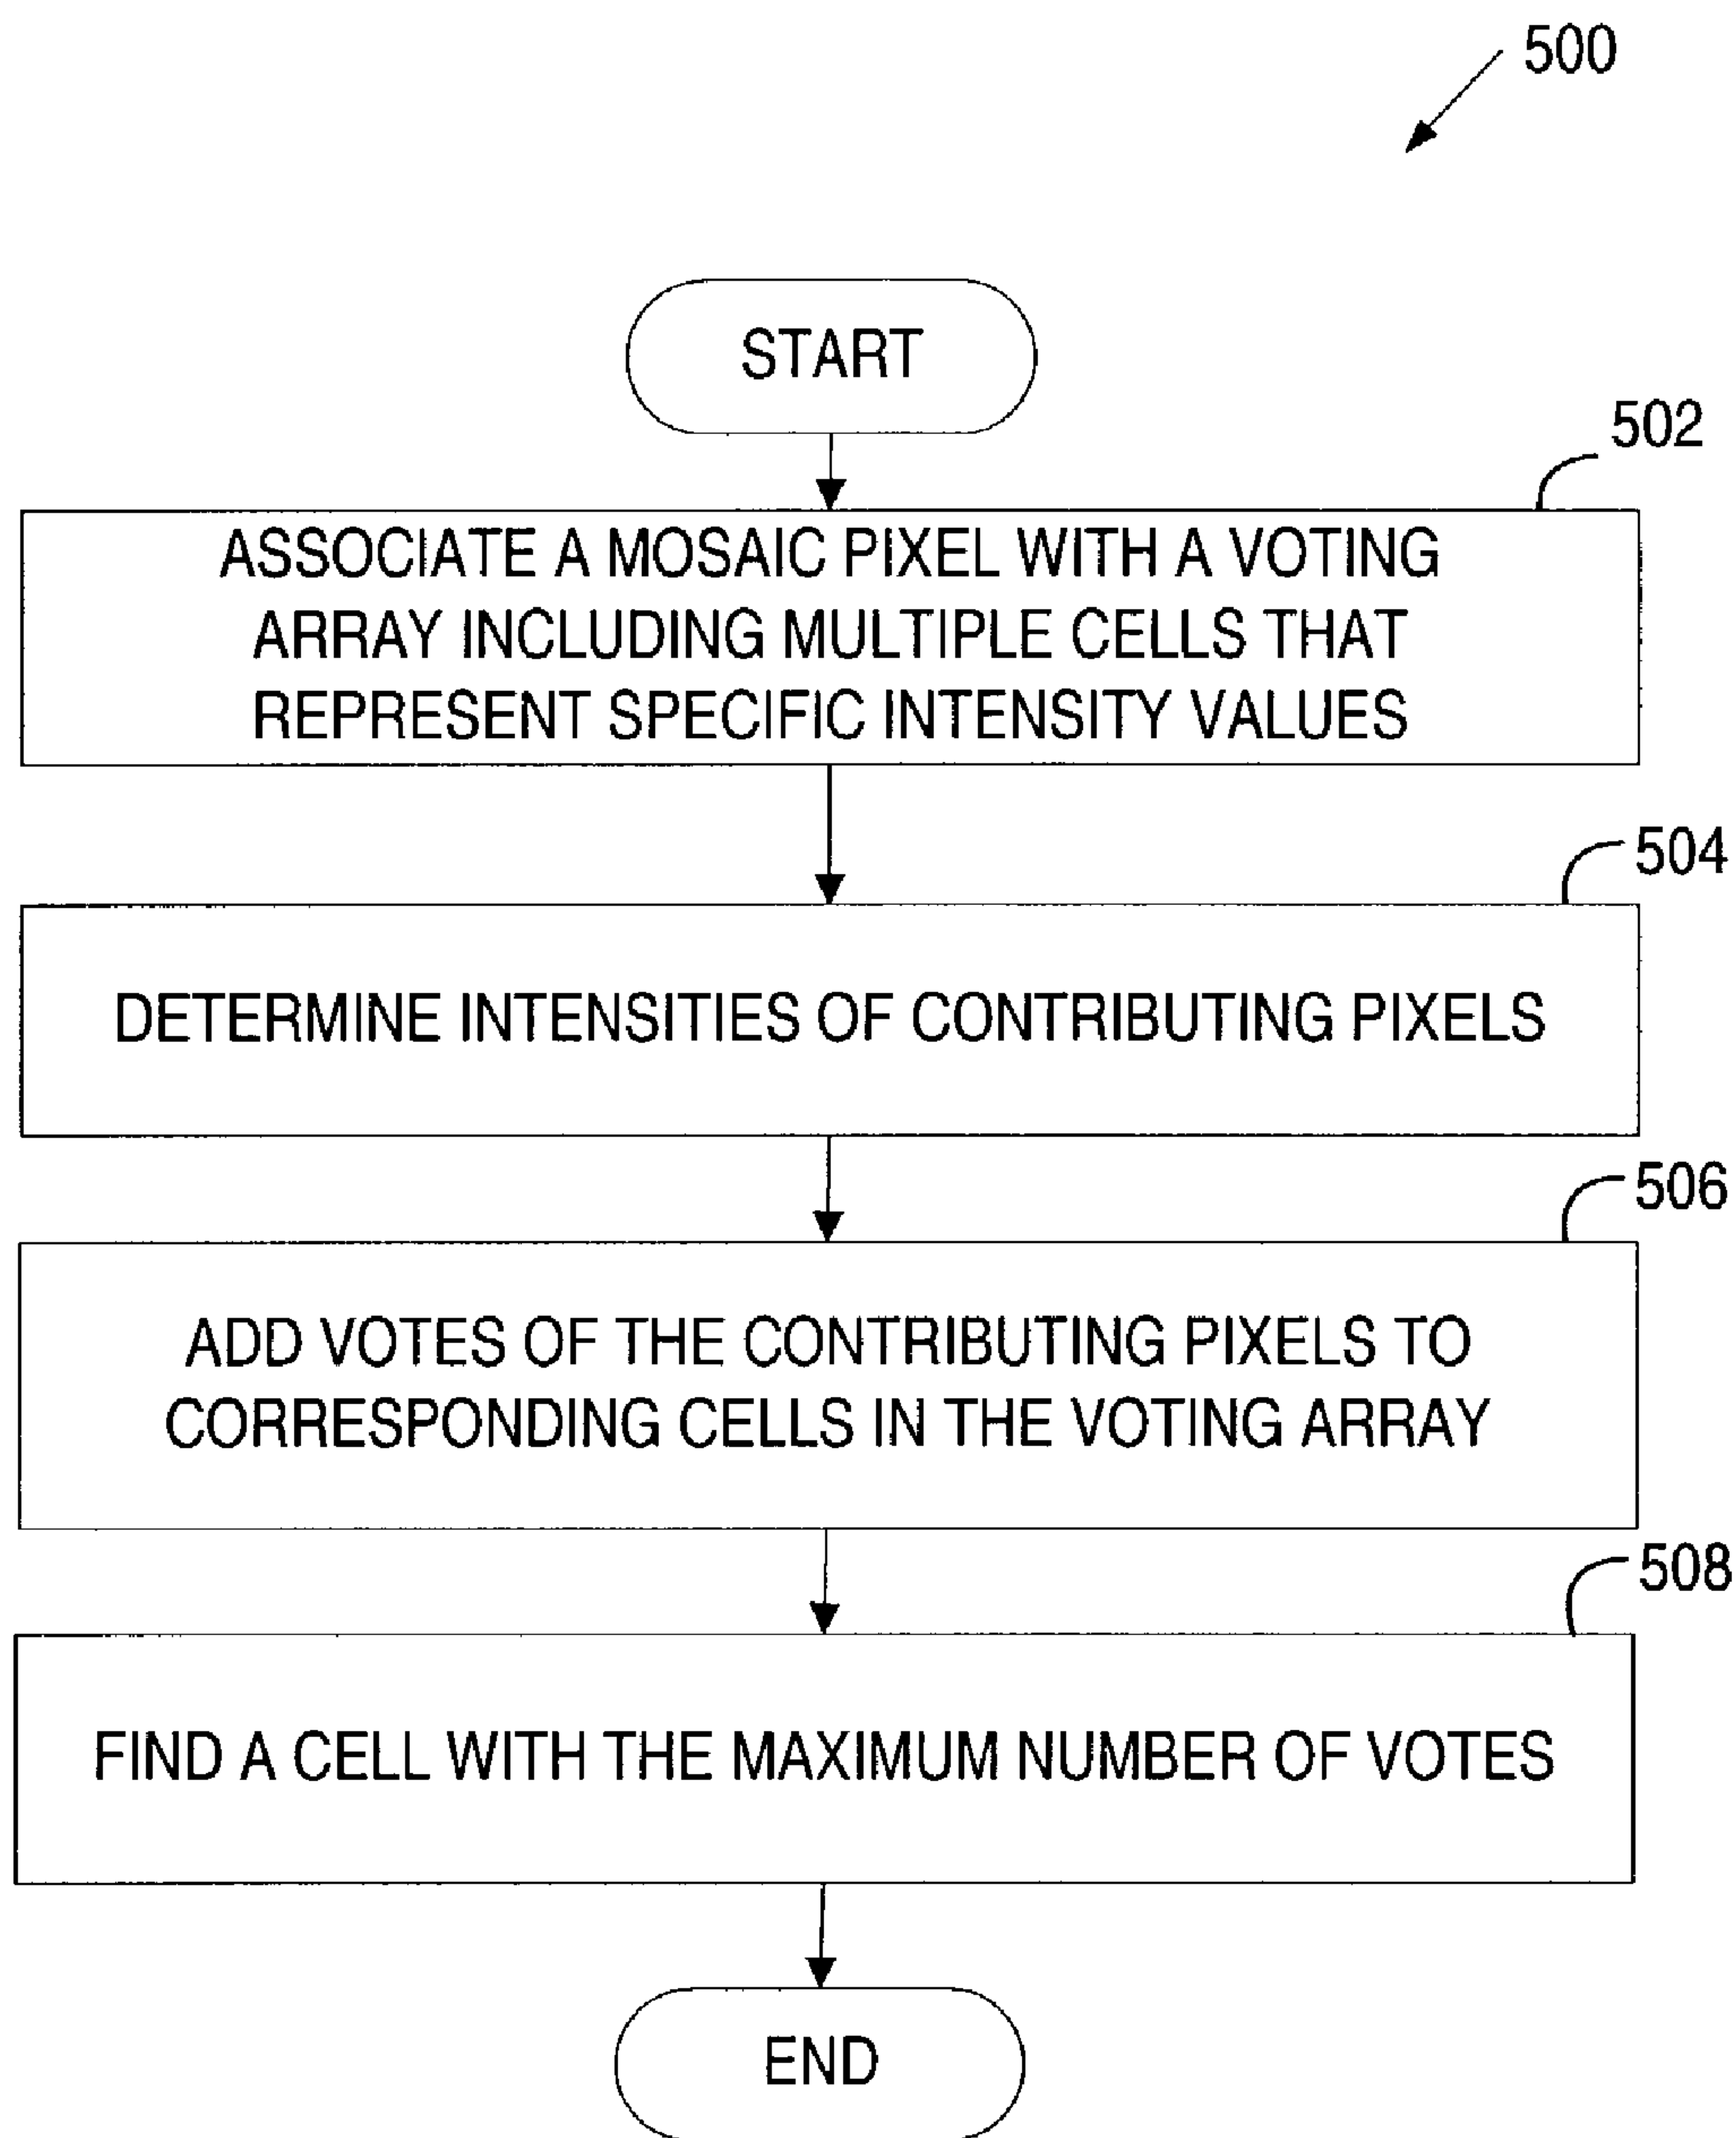 500
START
502
ASSOCIATE A MOSAIC PIXEL WITH A VOTING
ARRAY INCLUDING MULTIPLE CELLS THAT
REPRESENT SPECIFIC INTENSITY VALUES
504
DETERMINE INTENSITIES OF CONTRIBUTING PIXELS
506
ADD VOTES OF THE CONTRIBUTING PIXELS TO
CORRESPONDING CELLS IN THE VOTING ARRAY
508
FIND A CELL WITH THE MAXIMUM NUMBER OF VOTES
END